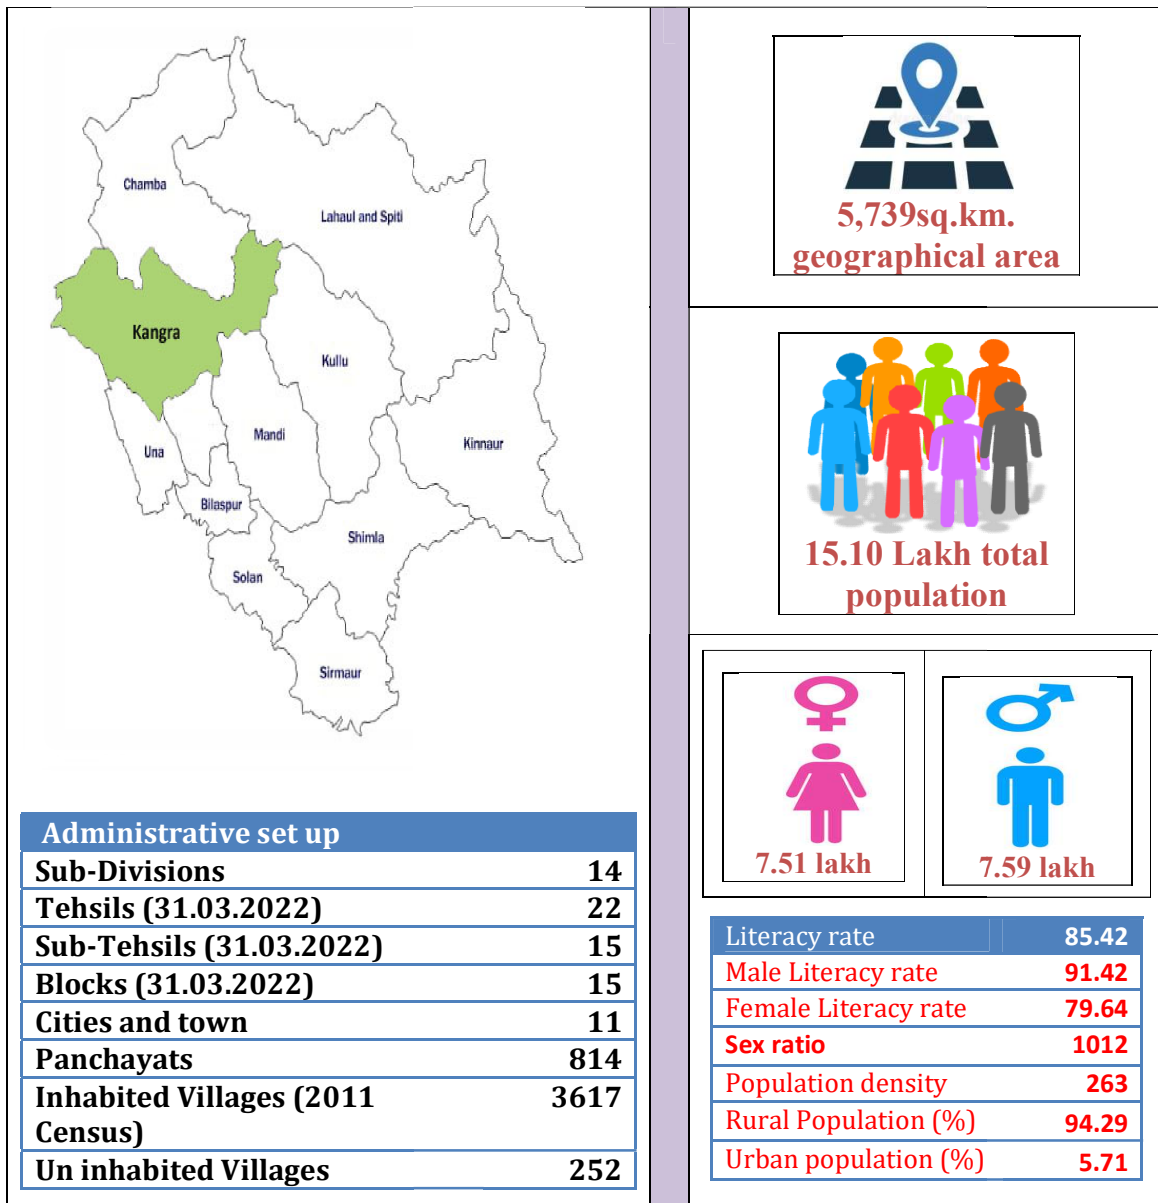 Chamba
Lahaul and Spiti
Kangra
Kullu
Mandi
Una
Kinnaur
Bilaspur
Shimla
Solan
Sirmaur
Administrative set up
Sub-Divisions 14
Tehsils (31.03.2022) 22
Sub-Tehsils (31.03.2022) 15
Blocks (31.03.2022) 15
Cities and town 11
Panchayats 814
Inhabited Villages (2011 3617
Census)
Un inhabited Villages 252
5,739sq.km.
geographical area
15.10 Lakh total
population
7.51 lakh
7.59 lakh
Literacy rate 85.42
Male Literacy rate 91.42
Female Literacy rate 79.64
Sex ratio 1012
Population density 263
Rural Population (%) 94.29
Urban population (%) 5.71